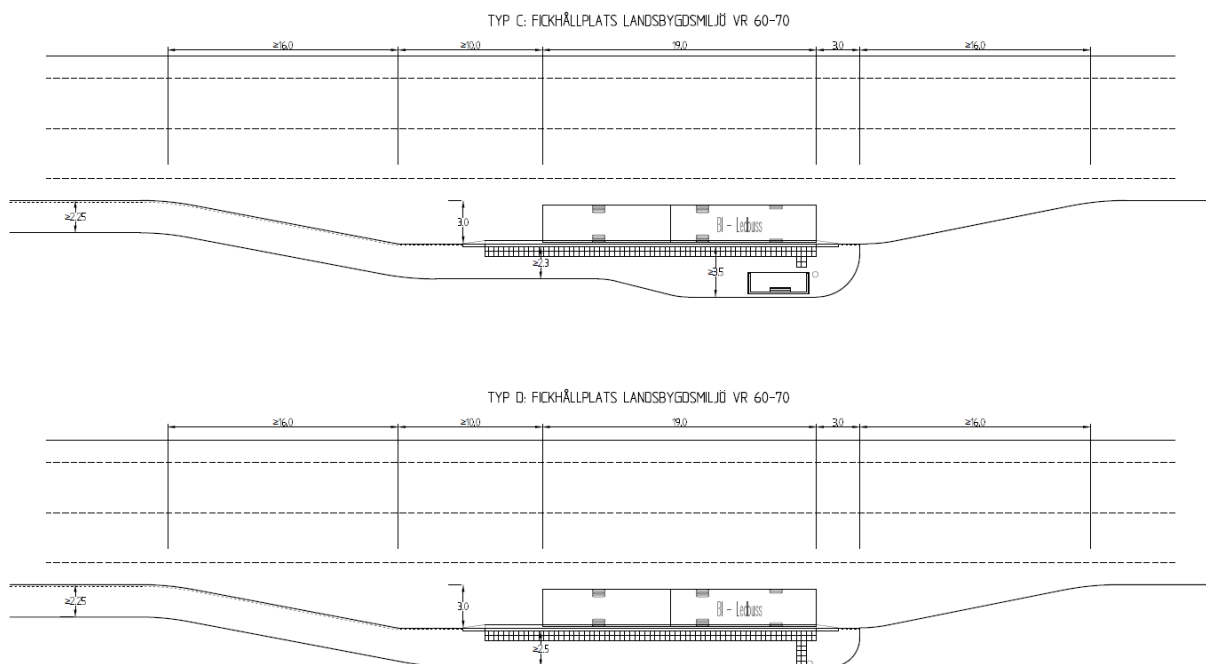 TYP C: FICKHÅLLPLATS LANDSBYGDSMILJÖ VR 60-70
≥16.0 ≥10.0 19.0 3.0 ≥16.0
≥2.25
3.0
BI - Ledbuss
≥2.3
≥3.5
TYP D: FICKHÅLLPLATS LANDSBYGDSMILJÖ VR 60-70
≥16.0 ≥10.0 19.0 3.0 ≥16.0
≥2.25
3.0
BI - Ledbuss
≥2.5